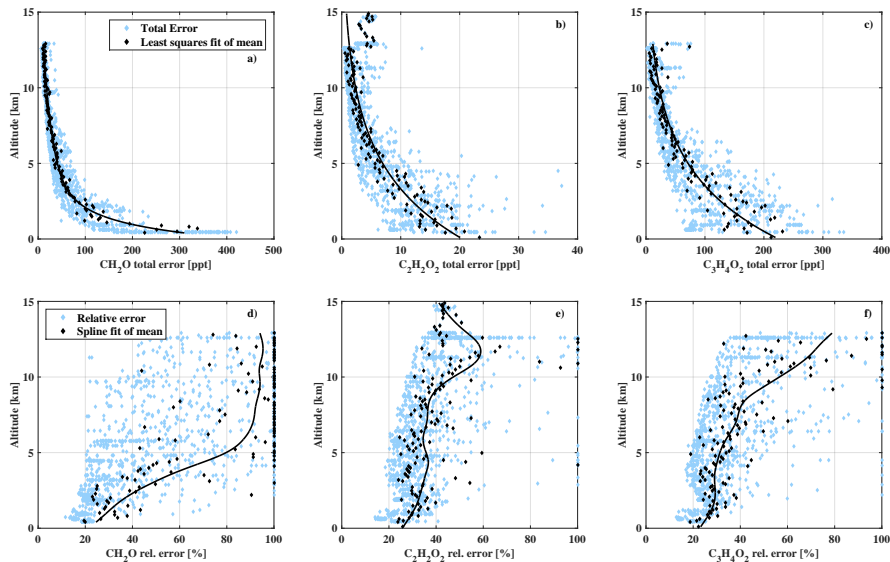 Total Error
Least squares fit of mean
a)
b)
c)
Altitude [km]
15
10
5
0
0 100 200 300 400 500
CH2O total error [ppt]
Altitude [km]
15
10
5
0
0 10 20 30 40
C2H2O2 total error [ppt]
Altitude [km]
15
10
5
0
0 100 200 300 400
C3H4O2 total error [ppt]
Relative error
Spline fit of mean
d)
e)
f)
Altitude [km]
15
10
5
0
0 20 40 60 80 100
CH2O rel. error [%]
Altitude [km]
15
10
5
0
0 20 40 60 80 100
C2H2O2 rel. error [%]
Altitude [km]
15
10
5
0
0 20 40 60 80 100
C3H4O2 rel. error [%]